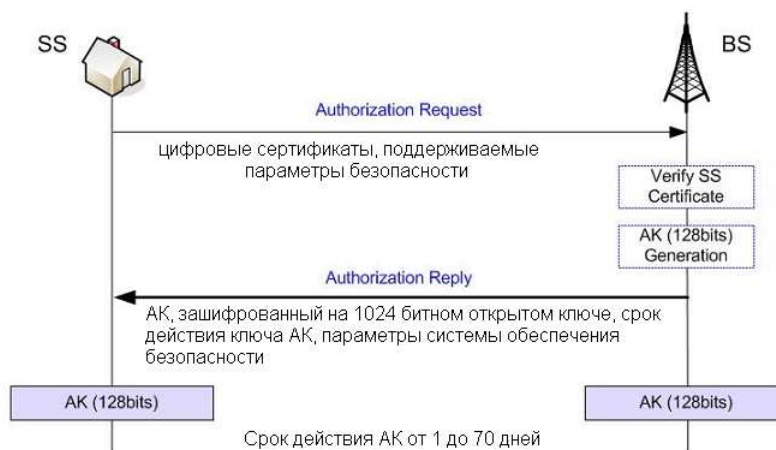 SS
BS
Authorization Request
цифровые сертификаты, поддерживаемые
параметры безопасности
Verify SS
Certificate
AK (128bits)
Generation
Authorization Reply
АК, зашифрованный на 1024 битном открытом ключе, срок
действия ключа АК, параметры системы обеспечения
безопасности
AK (128bits)
AK (128bits)
Срок действия АК от 1 до 70 дней